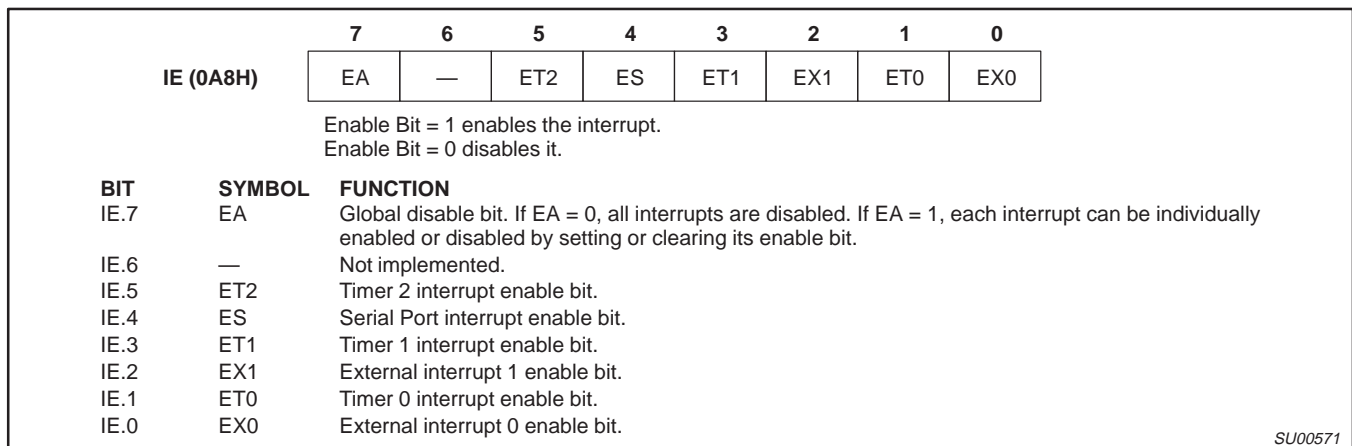 7 6 5 4 3 2 1 0
IE (0A8H) EA — ET2 ES ET1 EX1 ET0 EX0
Enable Bit = 1 enables the interrupt.
Enable Bit = 0 disables it.
BIT SYMBOL FUNCTION
IE.7 EA Global disable bit. If EA = 0, all interrupts are disabled. If EA = 1, each interrupt can be individually
enabled or disabled by setting or clearing its enable bit.
IE.6 — Not implemented.
IE.5 ET2 Timer 2 interrupt enable bit.
IE.4 ES Serial Port interrupt enable bit.
IE.3 ET1 Timer 1 interrupt enable bit.
IE.2 EX1 External interrupt 1 enable bit.
IE.1 ET0 Timer 0 interrupt enable bit.
IE.0 EX0 External interrupt 0 enable bit.
SU00571